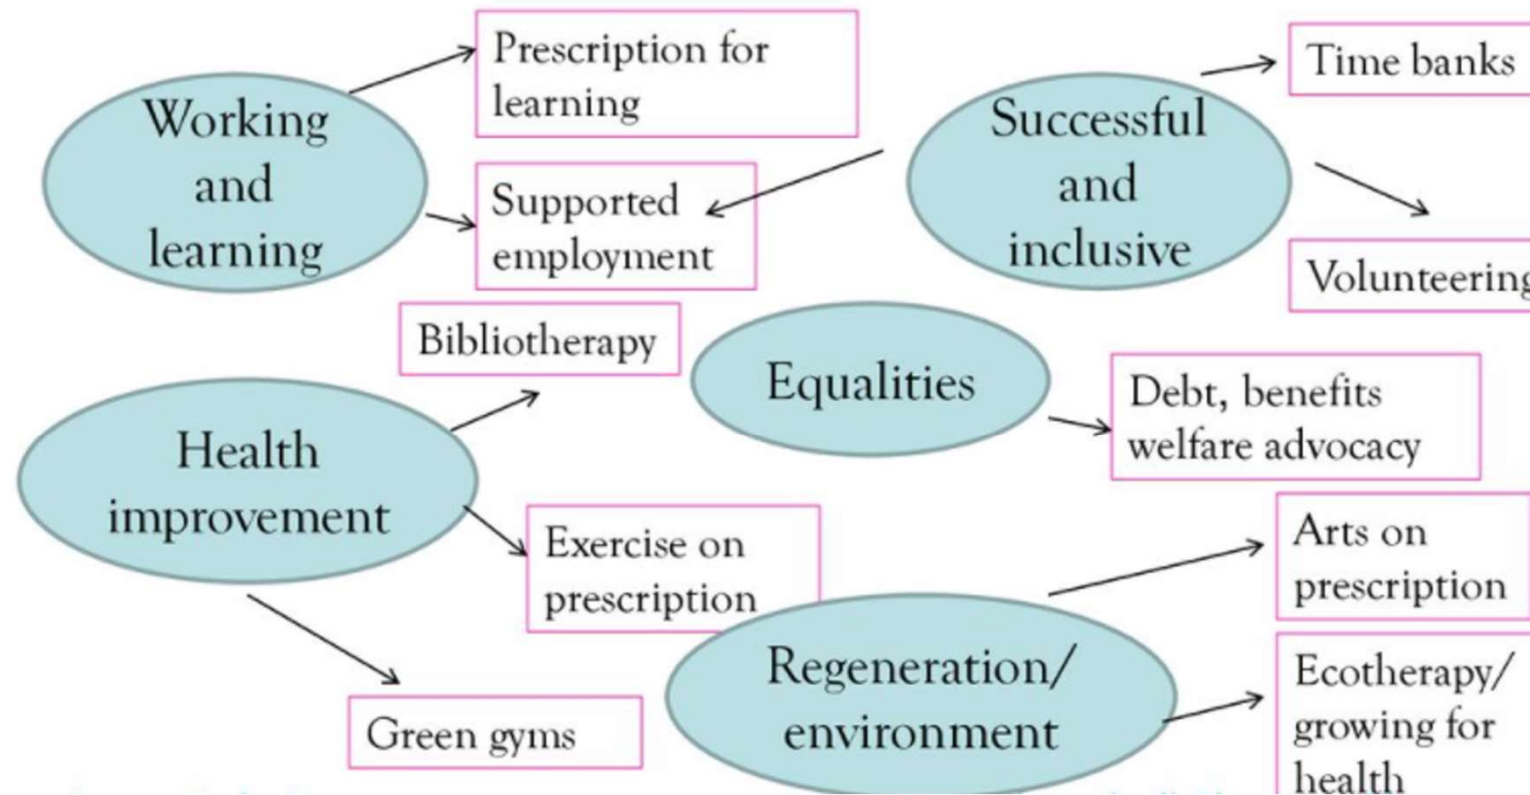 Working
and
learning
Prescription for
learning
Supported
employment
Successful
and
inclusive
Time banks
Volunteering
Bibliotherapy
Equalities
Debt, benefits
welfare advocacy
Health
improvement
Exercise on
prescription
Green gyms
Regeneration/
environment
Arts on
prescription
Ecotherapy/
growing for
health